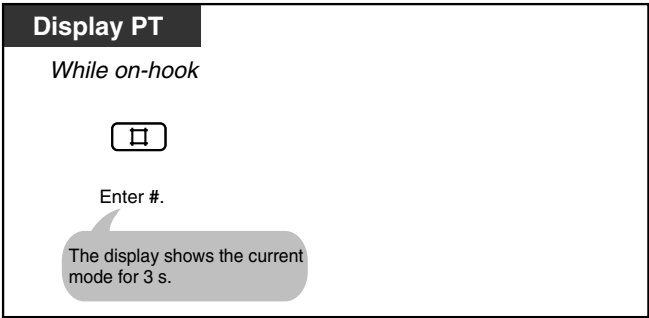 Display PT
While on-hook
Enter #.
The display shows the current
mode for 3 s.